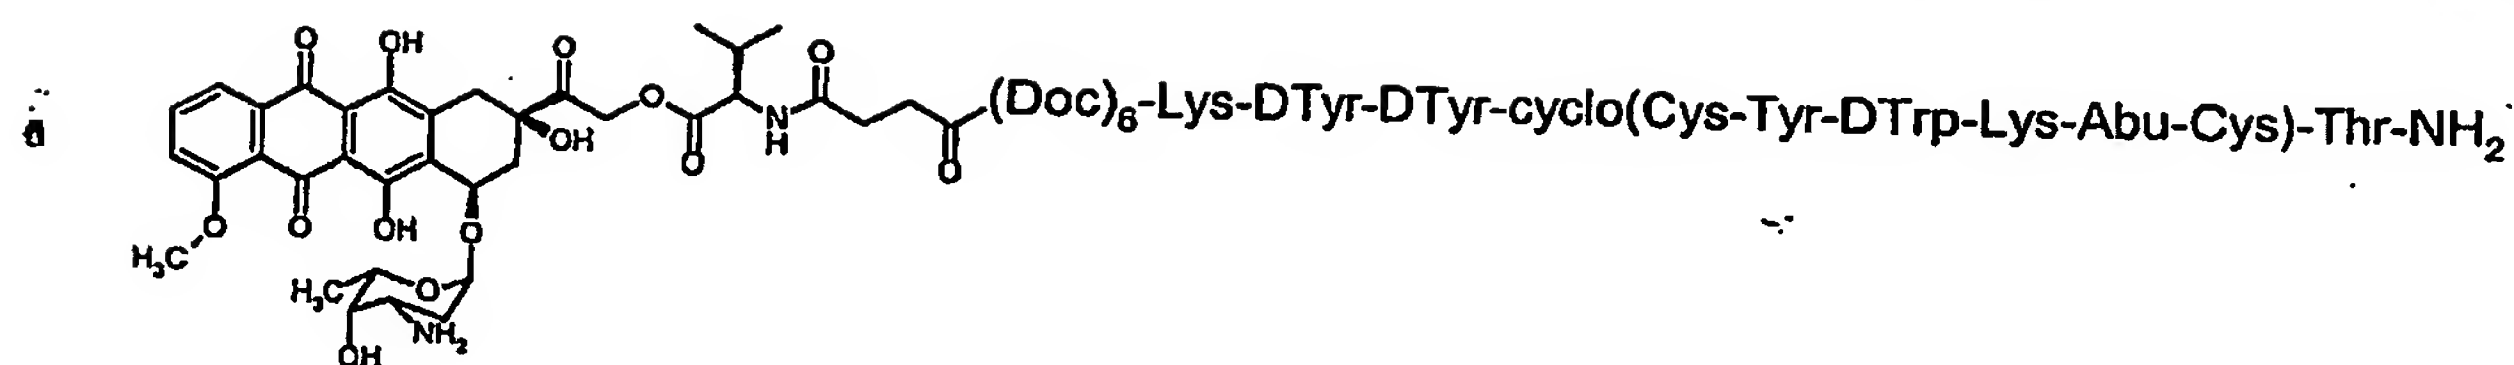 O OH O O
(Doc)6-Lys-DTyr-DTyr-cyclo(Cys-Tyr-DTrp-Lys-Abu-Cys)-Thr-NH2
O N H OH O O
O O OH O
H3C
H3C O
NH2
OH